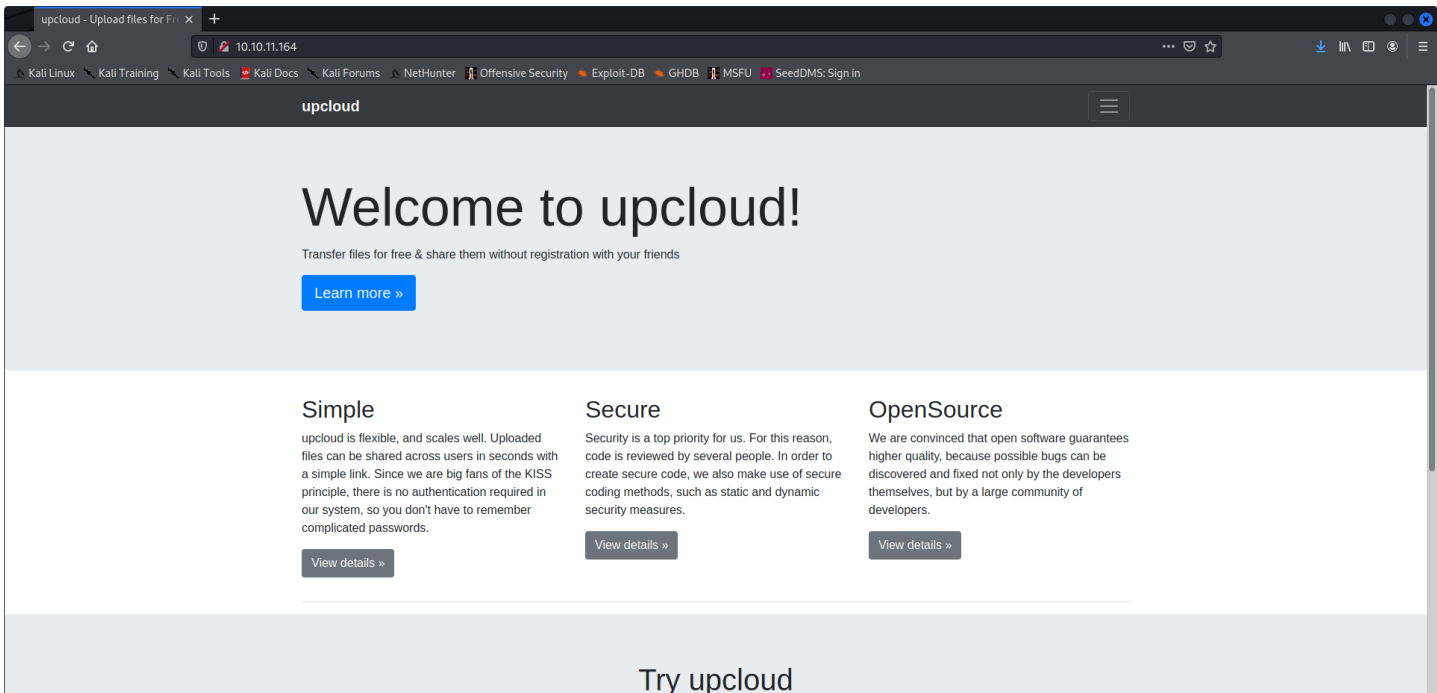 upcloud - Upload files for Fr
10.10.11.164
Kali Linux Kali Training Kali Tools Kali Docs Kali Forums NetHunter Offensive Security Exploit-DB GHDB MSFU SeedDMS: Sign in
upcloud
Welcome to upcloud!
Transfer files for free & share them without registration with your friends
Learn more »
Simple
upcloud is flexible, and scales well. Uploaded
files can be shared across users in seconds with
a simple link. Since we are big fans of the KISS
principle, there is no authentication required in
our system, so you don't have to remember
complicated passwords.
View details »
Secure
Security is a top priority for us. For this reason,
code is reviewed by several people. In order to
create secure code, we also make use of secure
coding methods, such as static and dynamic
security measures.
View details »
OpenSource
We are convinced that open software guarantees
higher quality, because possible bugs can be
discovered and fixed not only by the developers
themselves, but by a large community of
developers.
View details »
Try upcloud